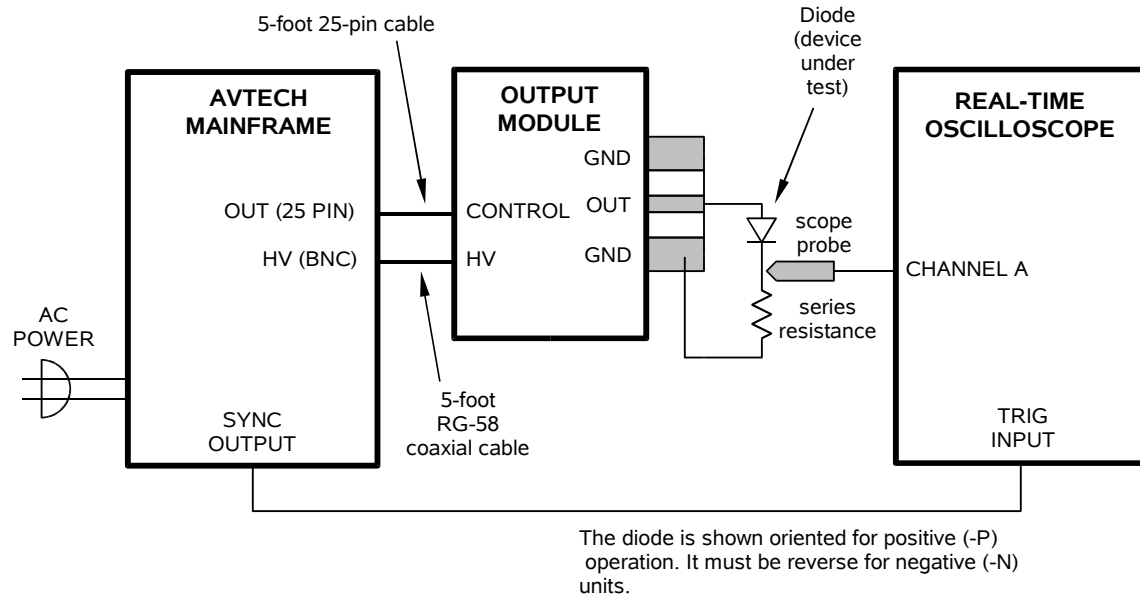 5-foot 25-pin cable
Diode
(device
under
test)
AVTECH
MAINFRAME
OUTPUT
MODULE
REAL-TIME
OSCILLOSCOPE
GND
OUT (25 PIN)
CONTROL
OUT
scope
probe
HV (BNC)
HV
GND
CHANNEL A
series
resistance
AC
POWER
5-foot
RG-58
coaxial cable
SYNC
OUTPUT
TRIG
INPUT
The diode is shown oriented for positive (-P)
operation. It must be reverse for negative (-N)
units.